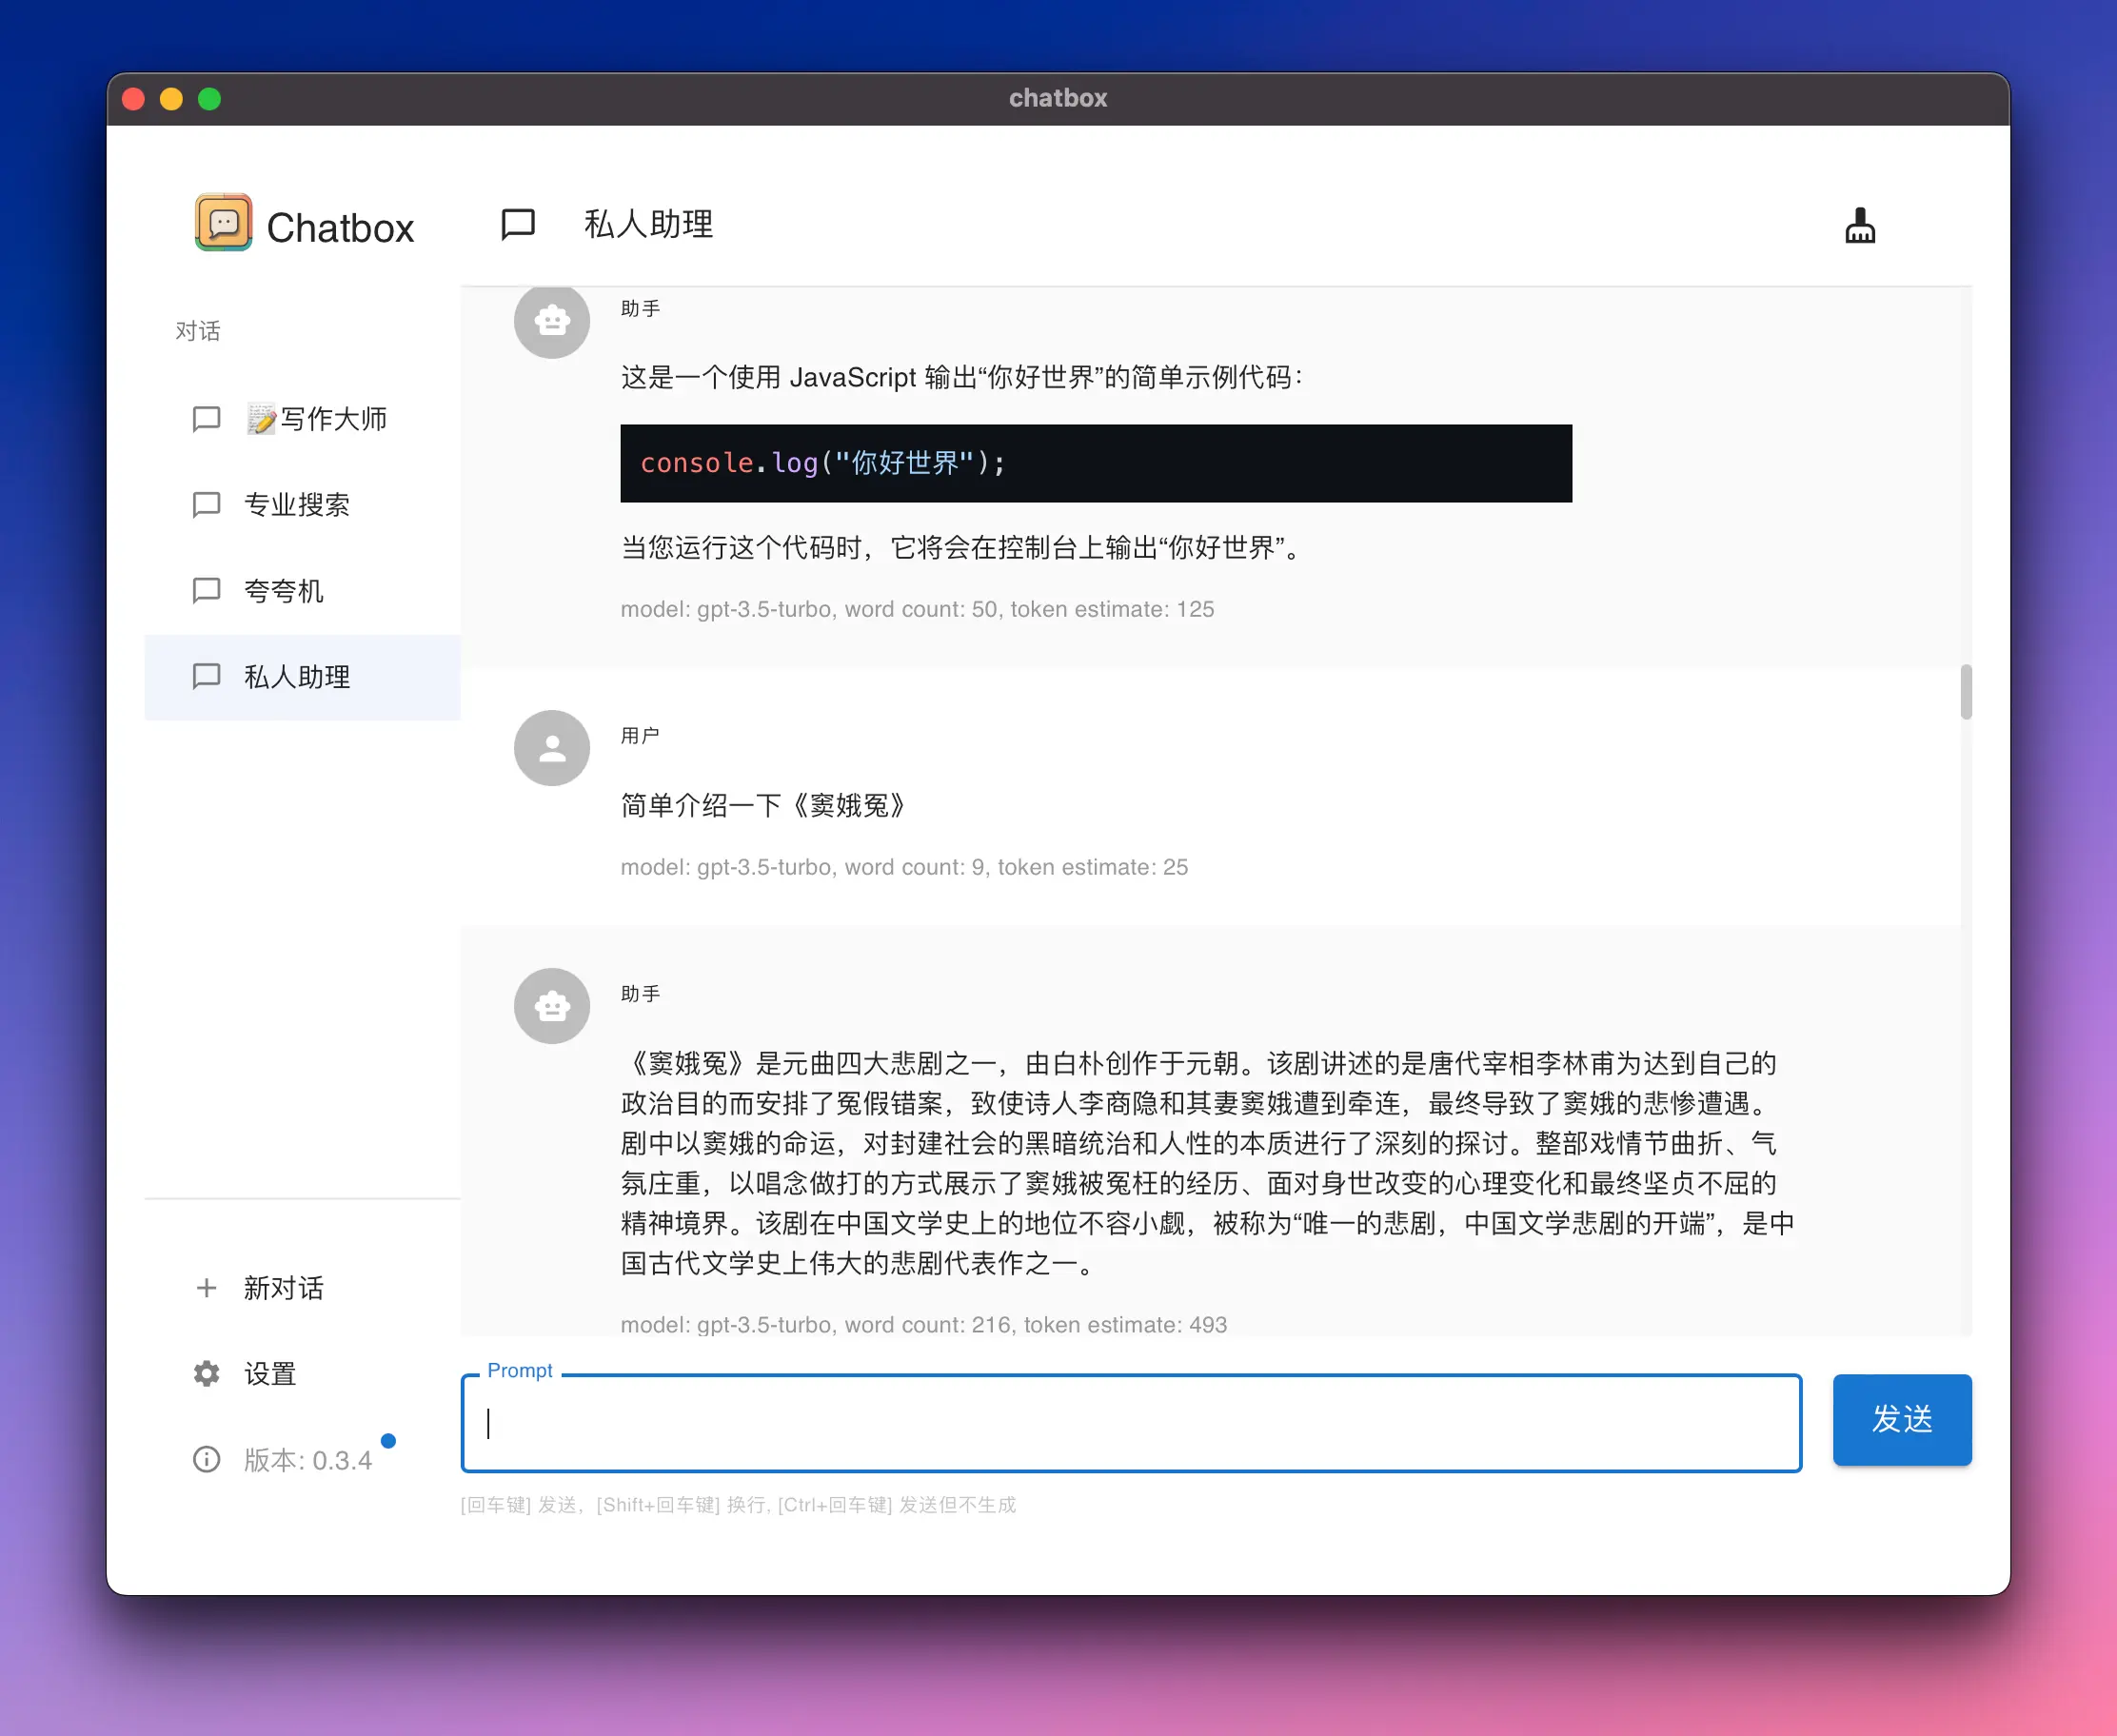 chatbox
Chatbox
私人助理
对话
📝写作大师
专业搜索
夸夸机
私人助理
新对话
设置
版本: 0.3.4
助手
这是一个使用 JavaScript 输出“你好世界”的简单示例代码：
console.log("你好世界");
当您运行这个代码时，它将会在控制台上输出“你好世界”。
model: gpt-3.5-turbo, word count: 50, token estimate: 125
用户
简单介绍一下《窦娥冤》
model: gpt-3.5-turbo, word count: 9, token estimate: 25
助手
《窦娥冤》是元曲四大悲剧之一，由白朴创作于元朝。该剧讲述的是唐代宰相李林甫为达到自己的
政治目的而安排了冤假错案，致使诗人李商隐和其妻窦娥遭到牵连，最终导致了窦娥的悲惨遭遇。
剧中以窦娥的命运，对封建社会的黑暗统治和人性的本质进行了深刻的探讨。整部戏情节曲折、气
氛庄重，以唱念做打的方式展示了窦娥被冤枉的经历、面对身世改变的心理变化和最终坚贞不屈的
精神境界。该剧在中国文学史上的地位不容小觑，被称为“唯一的悲剧，中国文学悲剧的开端”，是中
国古代文学史上伟大的悲剧代表作之一。
model: gpt-3.5-turbo, word count: 216, token estimate: 493
Prompt
发送
[回车键] 发送，[Shift+回车键] 换行, [Ctrl+回车键] 发送但不生成